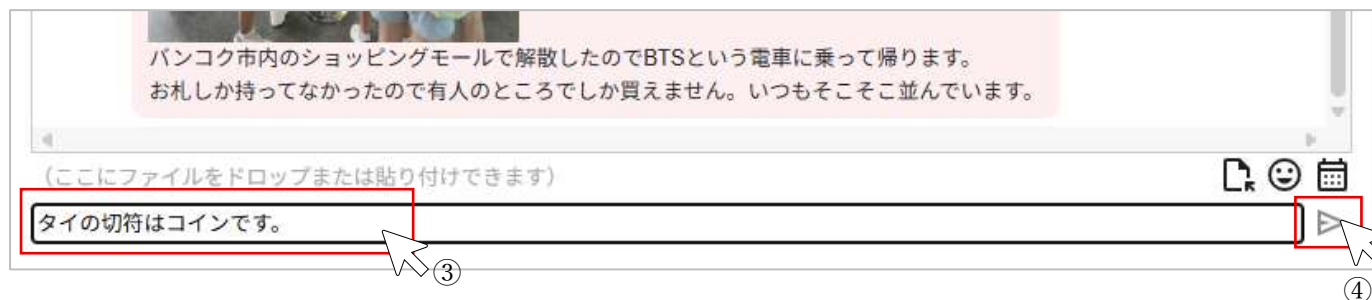 バンコク市内のショッピングモールで解散したのでBTSという電車に乗って帰ります。
お札しか持ってなかったので有人のところでしか買えません。いつもそこそこ並んでいます。
（ここにファイルをドロップまたは貼り付けできます）
タイの切符はコインです。
③
④